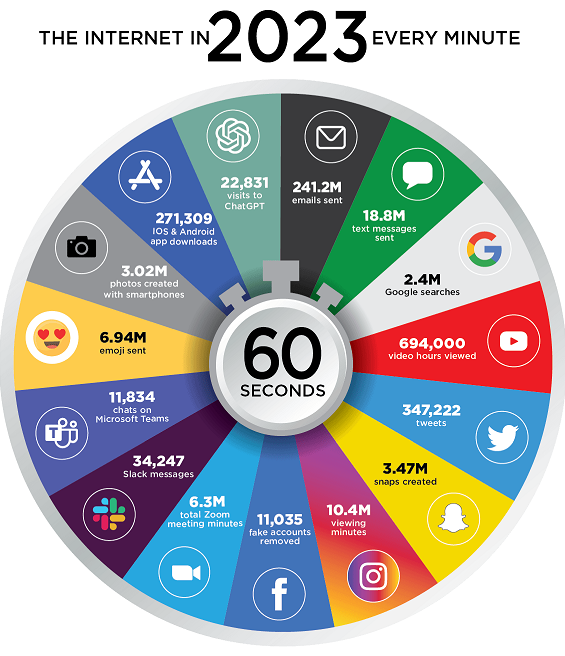 THE INTERNET IN 2023 EVERY MINUTE
241.2M
emails sent
18.8M
text messages
sent
2.4M
Google searches
694,000
video hours viewed
347,222
tweets
3.47M
snaps created
10.4M
viewing
minutes
11,035
fake accounts
removed
6.3M
total Zoom
meeting minutes
34,247
Slack messages
11,834
chats on
Microsoft Teams
6.94M
emoji sent
3.02M
photos created
with smartphones
271,309
IOS & Android
app downloads
22,831
visits to
ChatGPT
60
SECONDS